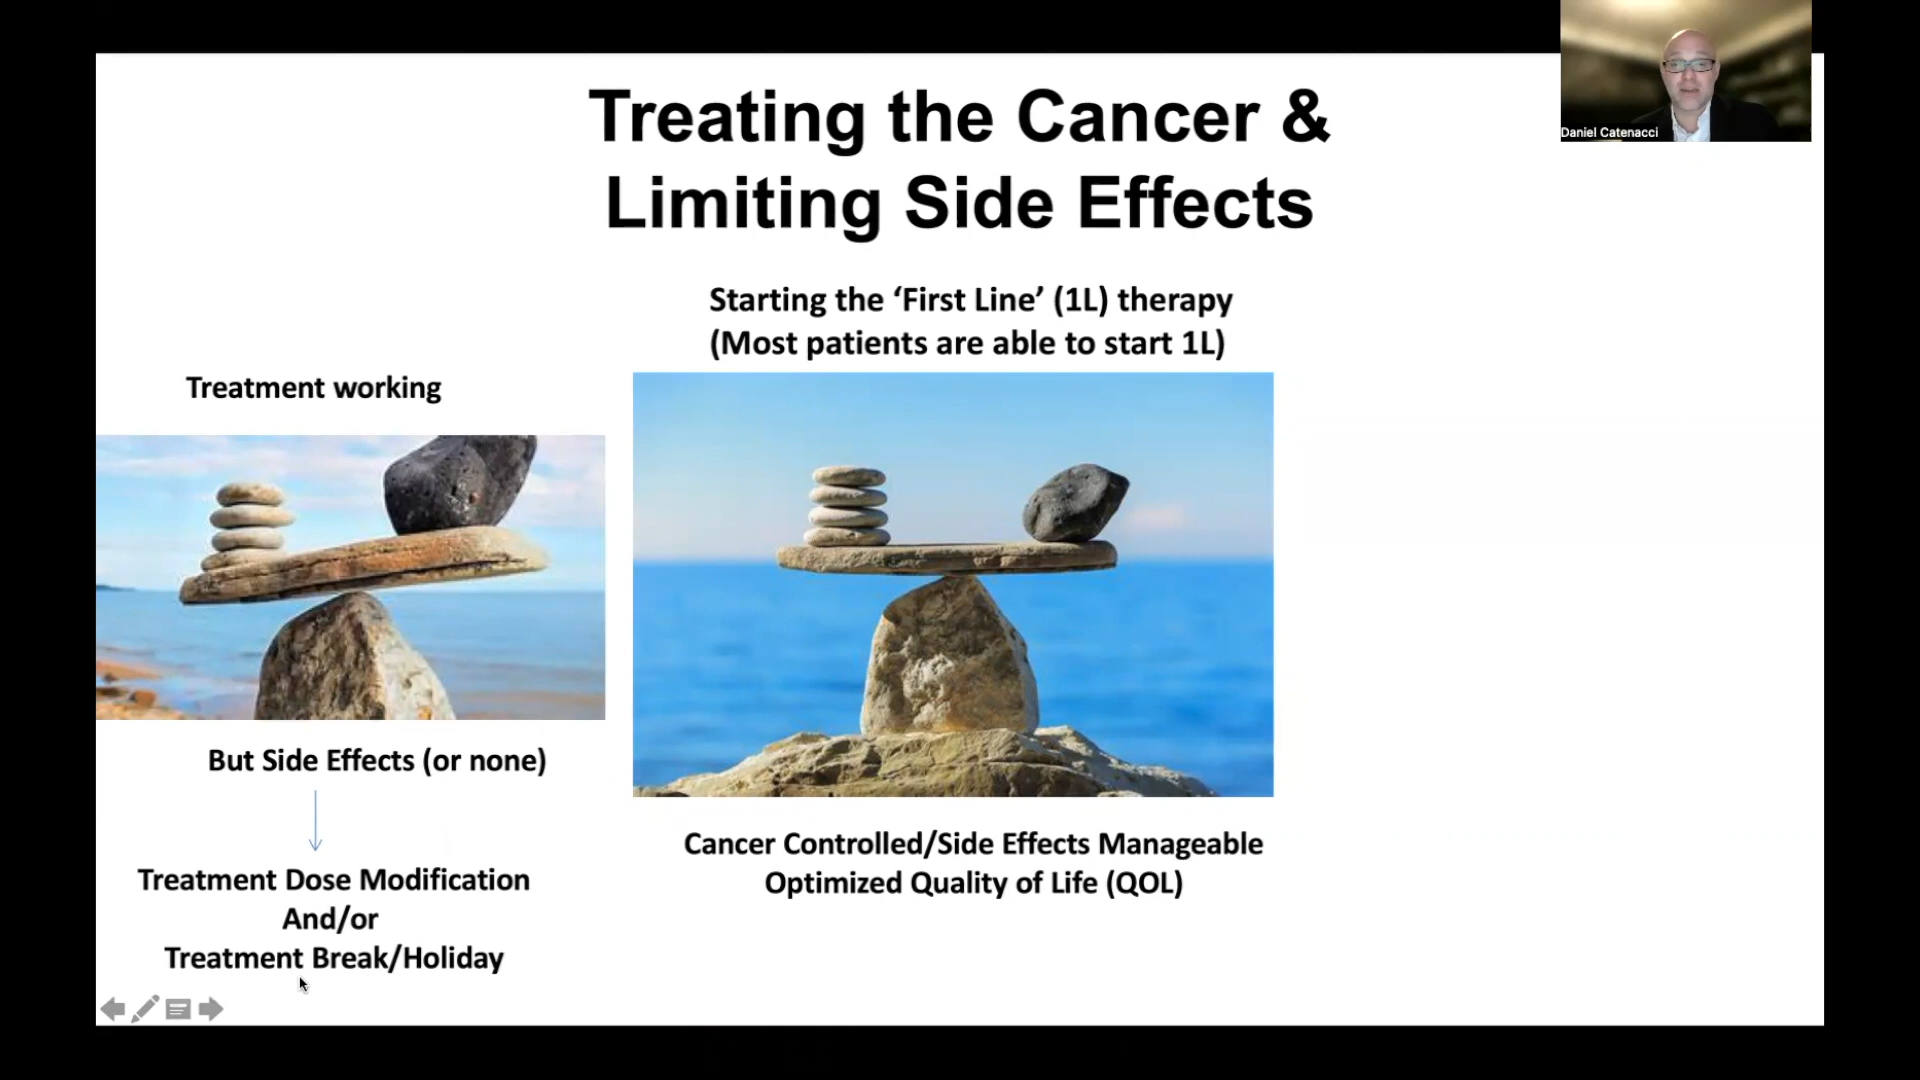 Treating the Cancer &
Limiting Side Effects
Daniel Catenacci
Starting the ‘First Line’ (1L) therapy
(Most patients are able to start 1L)
Treatment working
But Side Effects (or none)
Treatment Dose Modification
And/or
Treatment Break/Holiday
Cancer Controlled/Side Effects Manageable
Optimized Quality of Life (QOL)